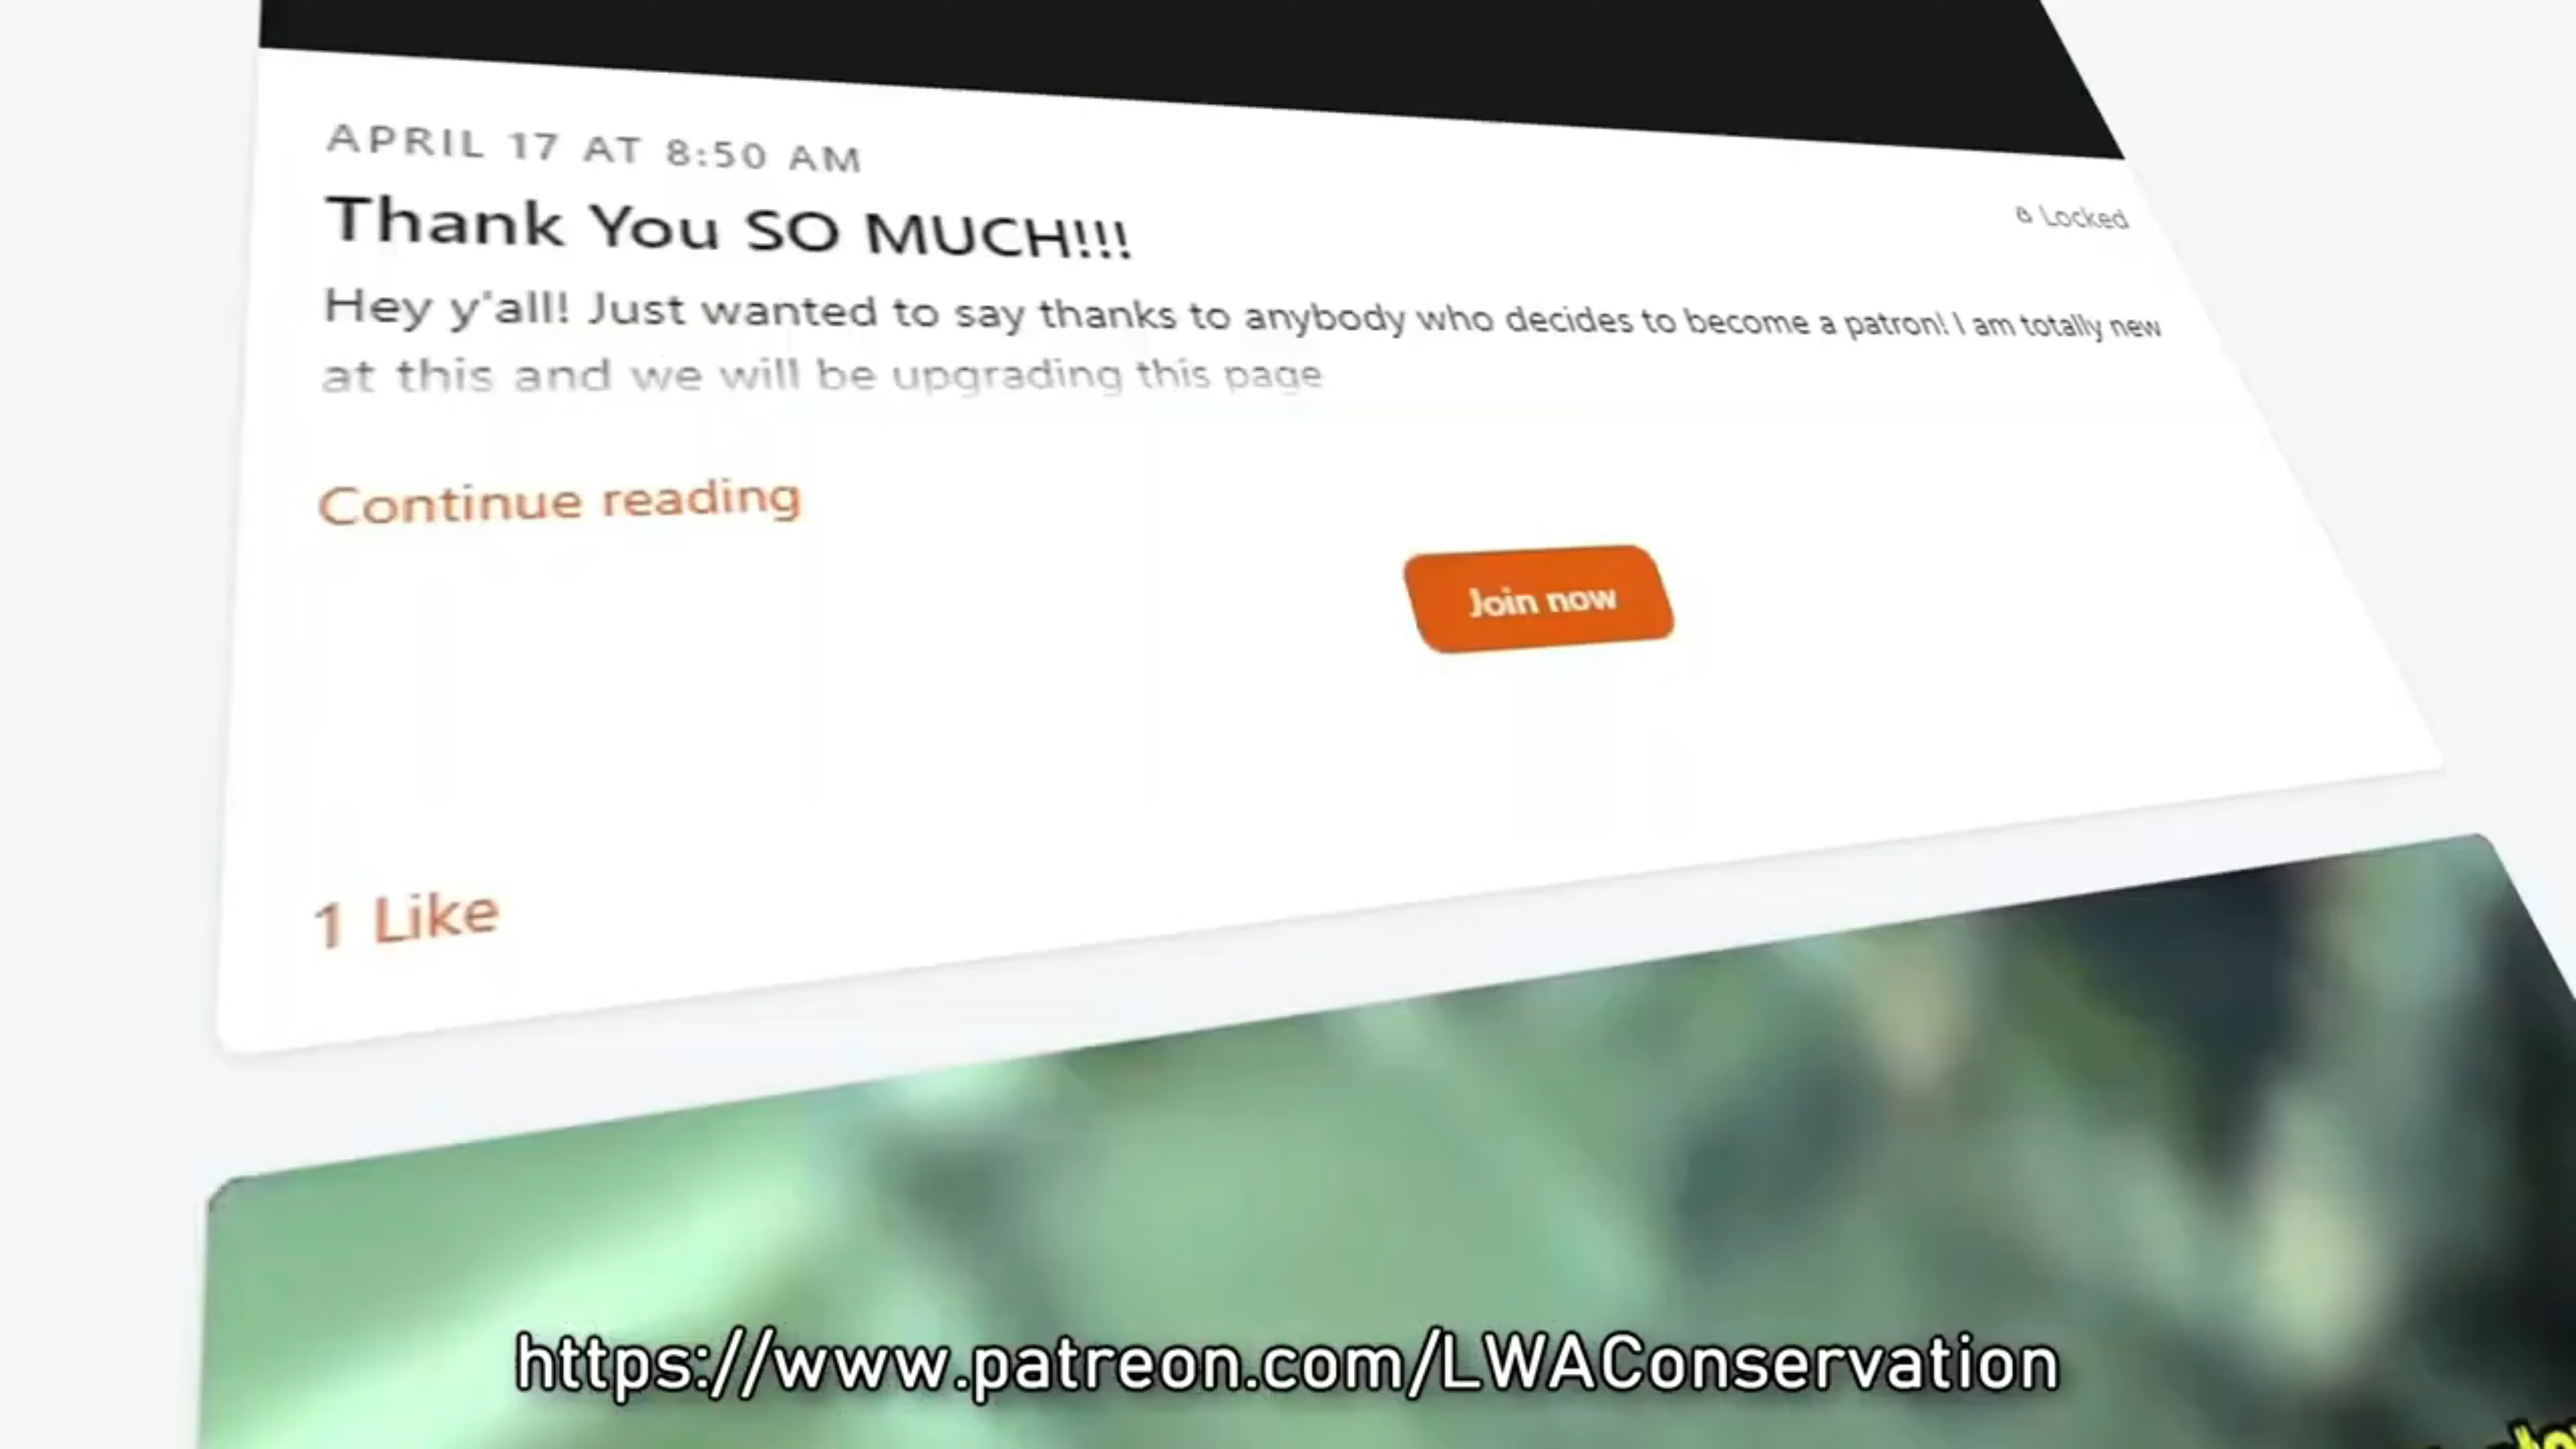 APRIL 17 AT 8:50 AM
Thank You SO MUCH!!!
Locked
Hey y'all! Just wanted to say thanks to anybody who decides to become a patron! I am totally new
at this and we will be upgrading this page
Continue reading
Join now
1 Like
https://www.patreon.com/LWAConservation